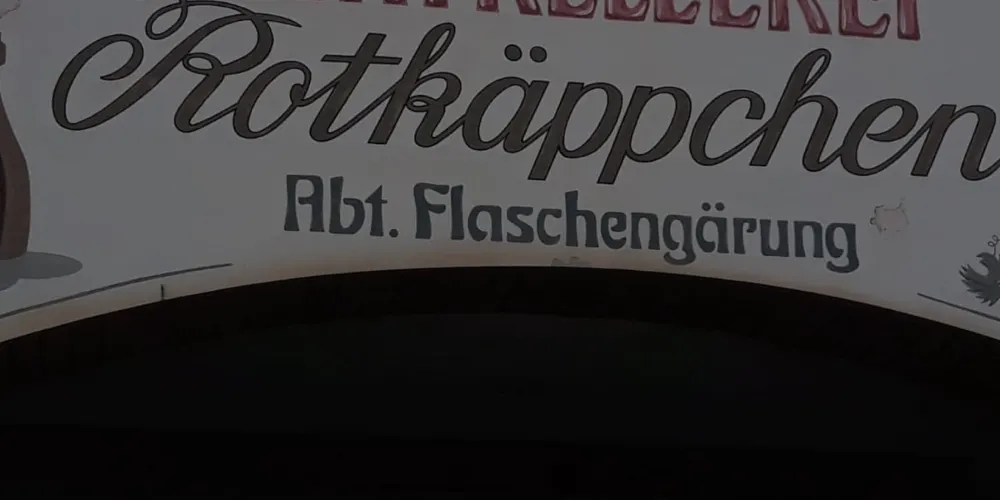 Rotkäppchen
Abt. Flaschengärung